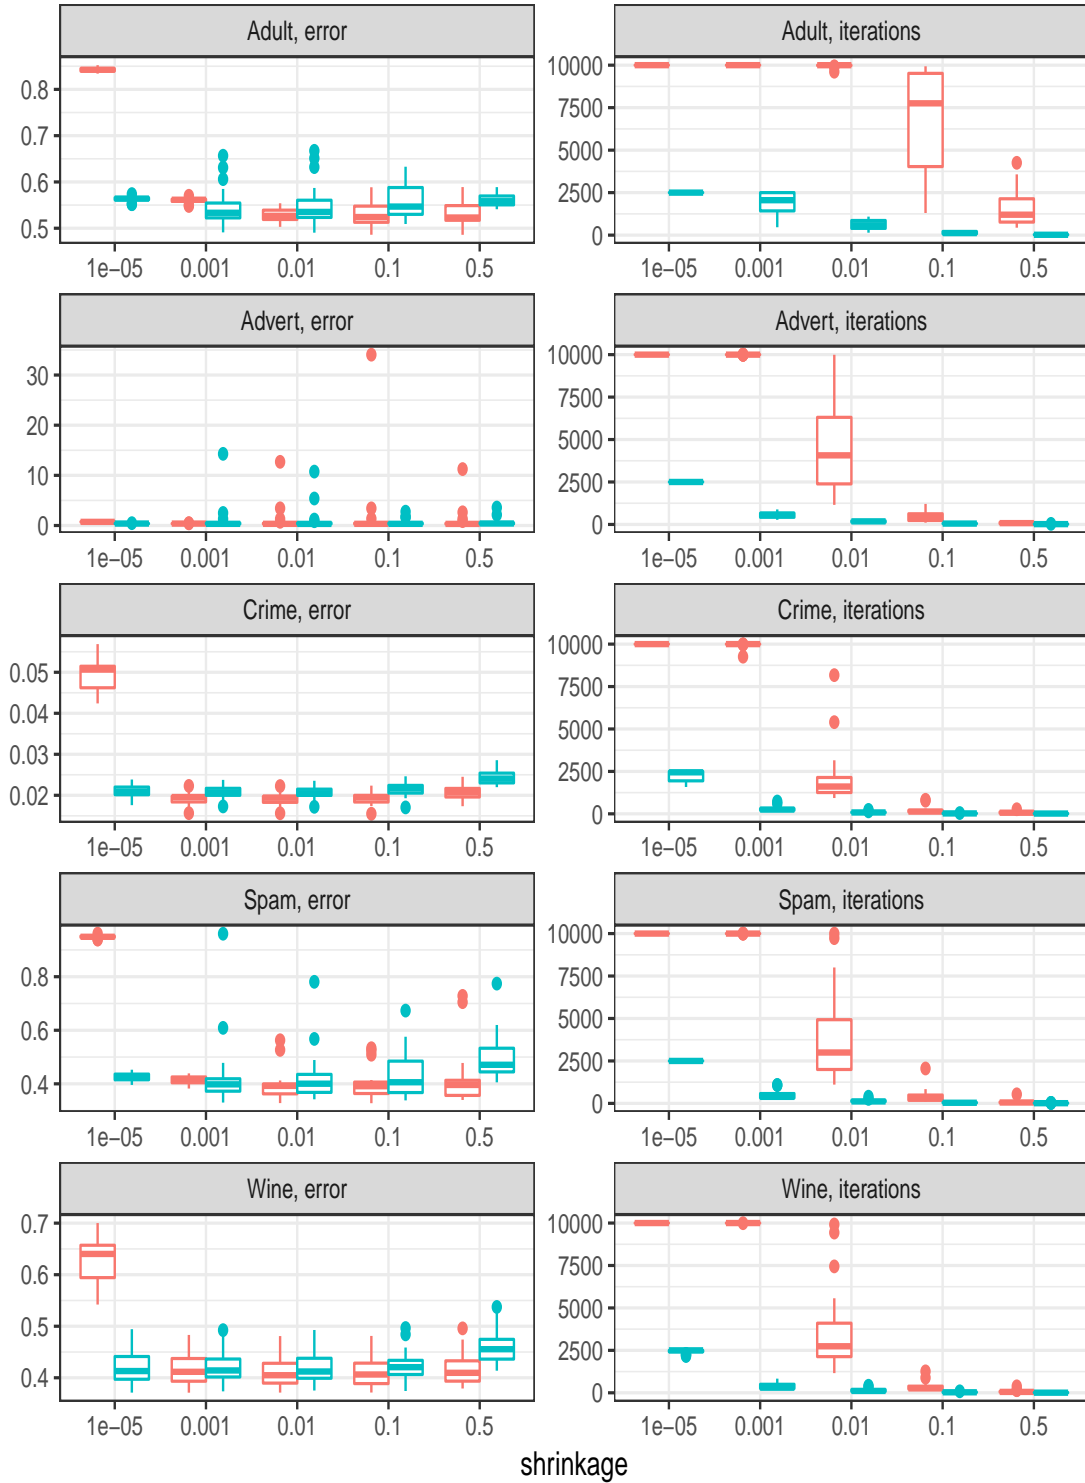 Adult, error
Adult, iterations
0.8
0.7
0.6
0.5
10000
7500
5000
2500
0
1e−05 0.001 0.01 0.1 0.5
1e−05 0.001 0.01 0.1 0.5
Advert, error
Advert, iterations
30
20
10
0
10000
7500
5000
2500
0
1e−05 0.001 0.01 0.1 0.5
1e−05 0.001 0.01 0.1 0.5
Crime, error
Crime, iterations
0.05
0.04
0.03
0.02
10000
7500
5000
2500
0
1e−05 0.001 0.01 0.1 0.5
1e−05 0.001 0.01 0.1 0.5
Spam, error
Spam, iterations
0.8
0.6
0.4
10000
7500
5000
2500
0
1e−05 0.001 0.01 0.1 0.5
1e−05 0.001 0.01 0.1 0.5
Wine, error
Wine, iterations
0.7
0.6
0.5
0.4
10000
7500
5000
2500
0
1e−05 0.001 0.01 0.1 0.5
1e−05 0.001 0.01 0.1 0.5
shrinkage